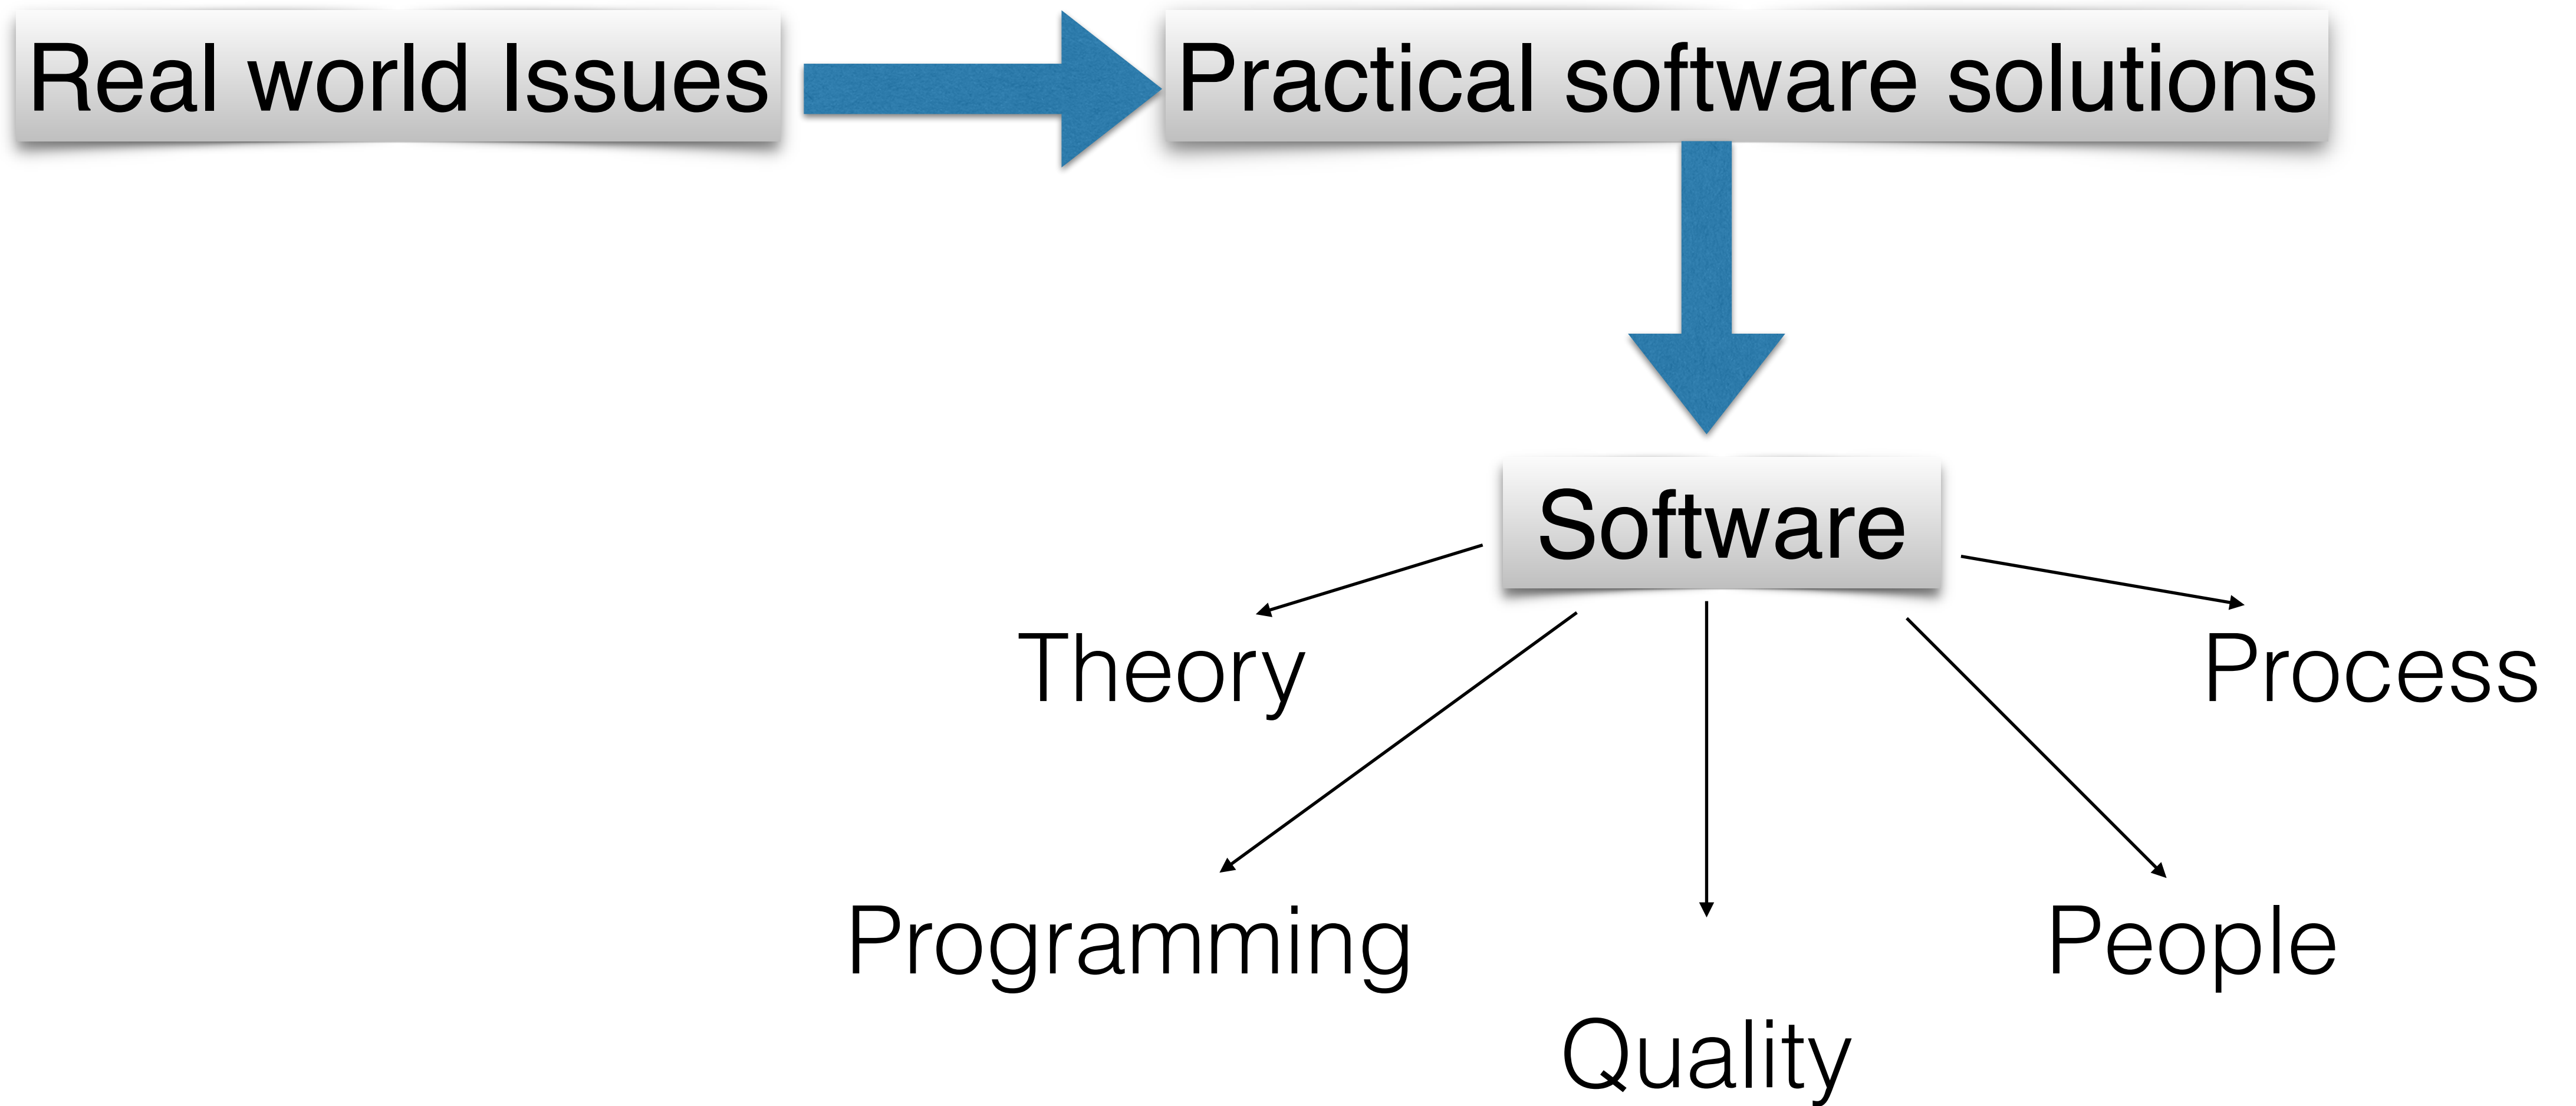 Real world Issues
Practical software solutions
Software
Theory
Process
Programming
People
Quality